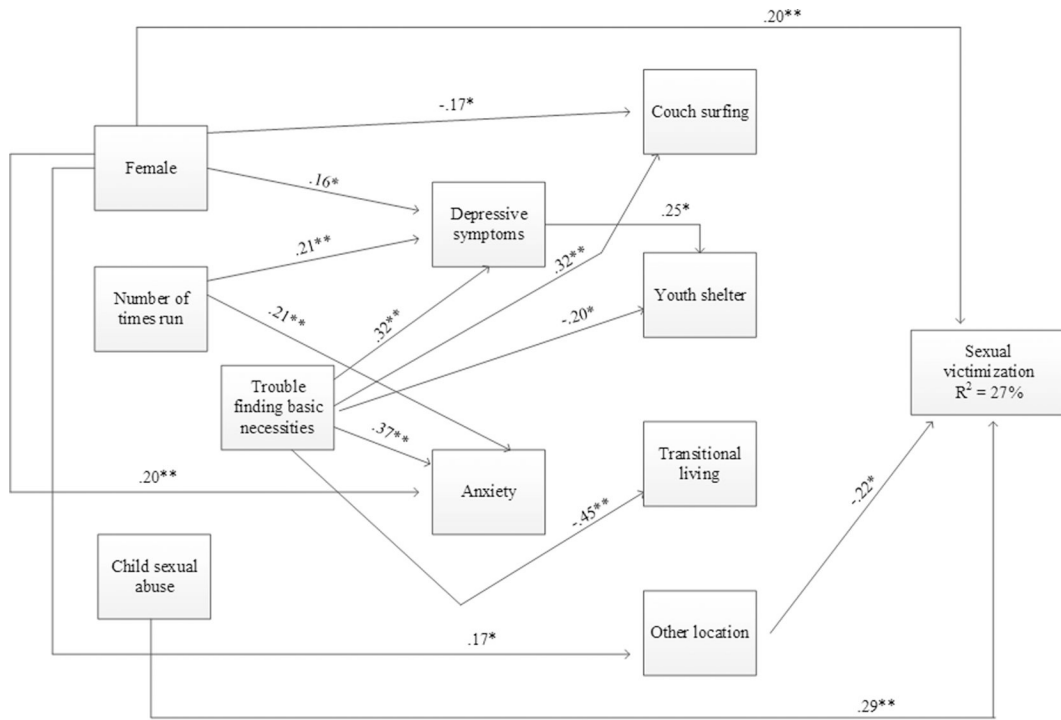 .20**
-.17*
Couch surfing
Female
.16*
Depressive
symptoms
.25*
.21**
.32**
Number of
times run
Youth shelter
.21**
.32**
-.20*
Sexual
victimization
R² = 27%
Trouble
finding basic
necessities
.37**
Transitional
living
.20**
Anxiety
-.45**
-.22*
Child sexual
abuse
.17*
Other location
.29**